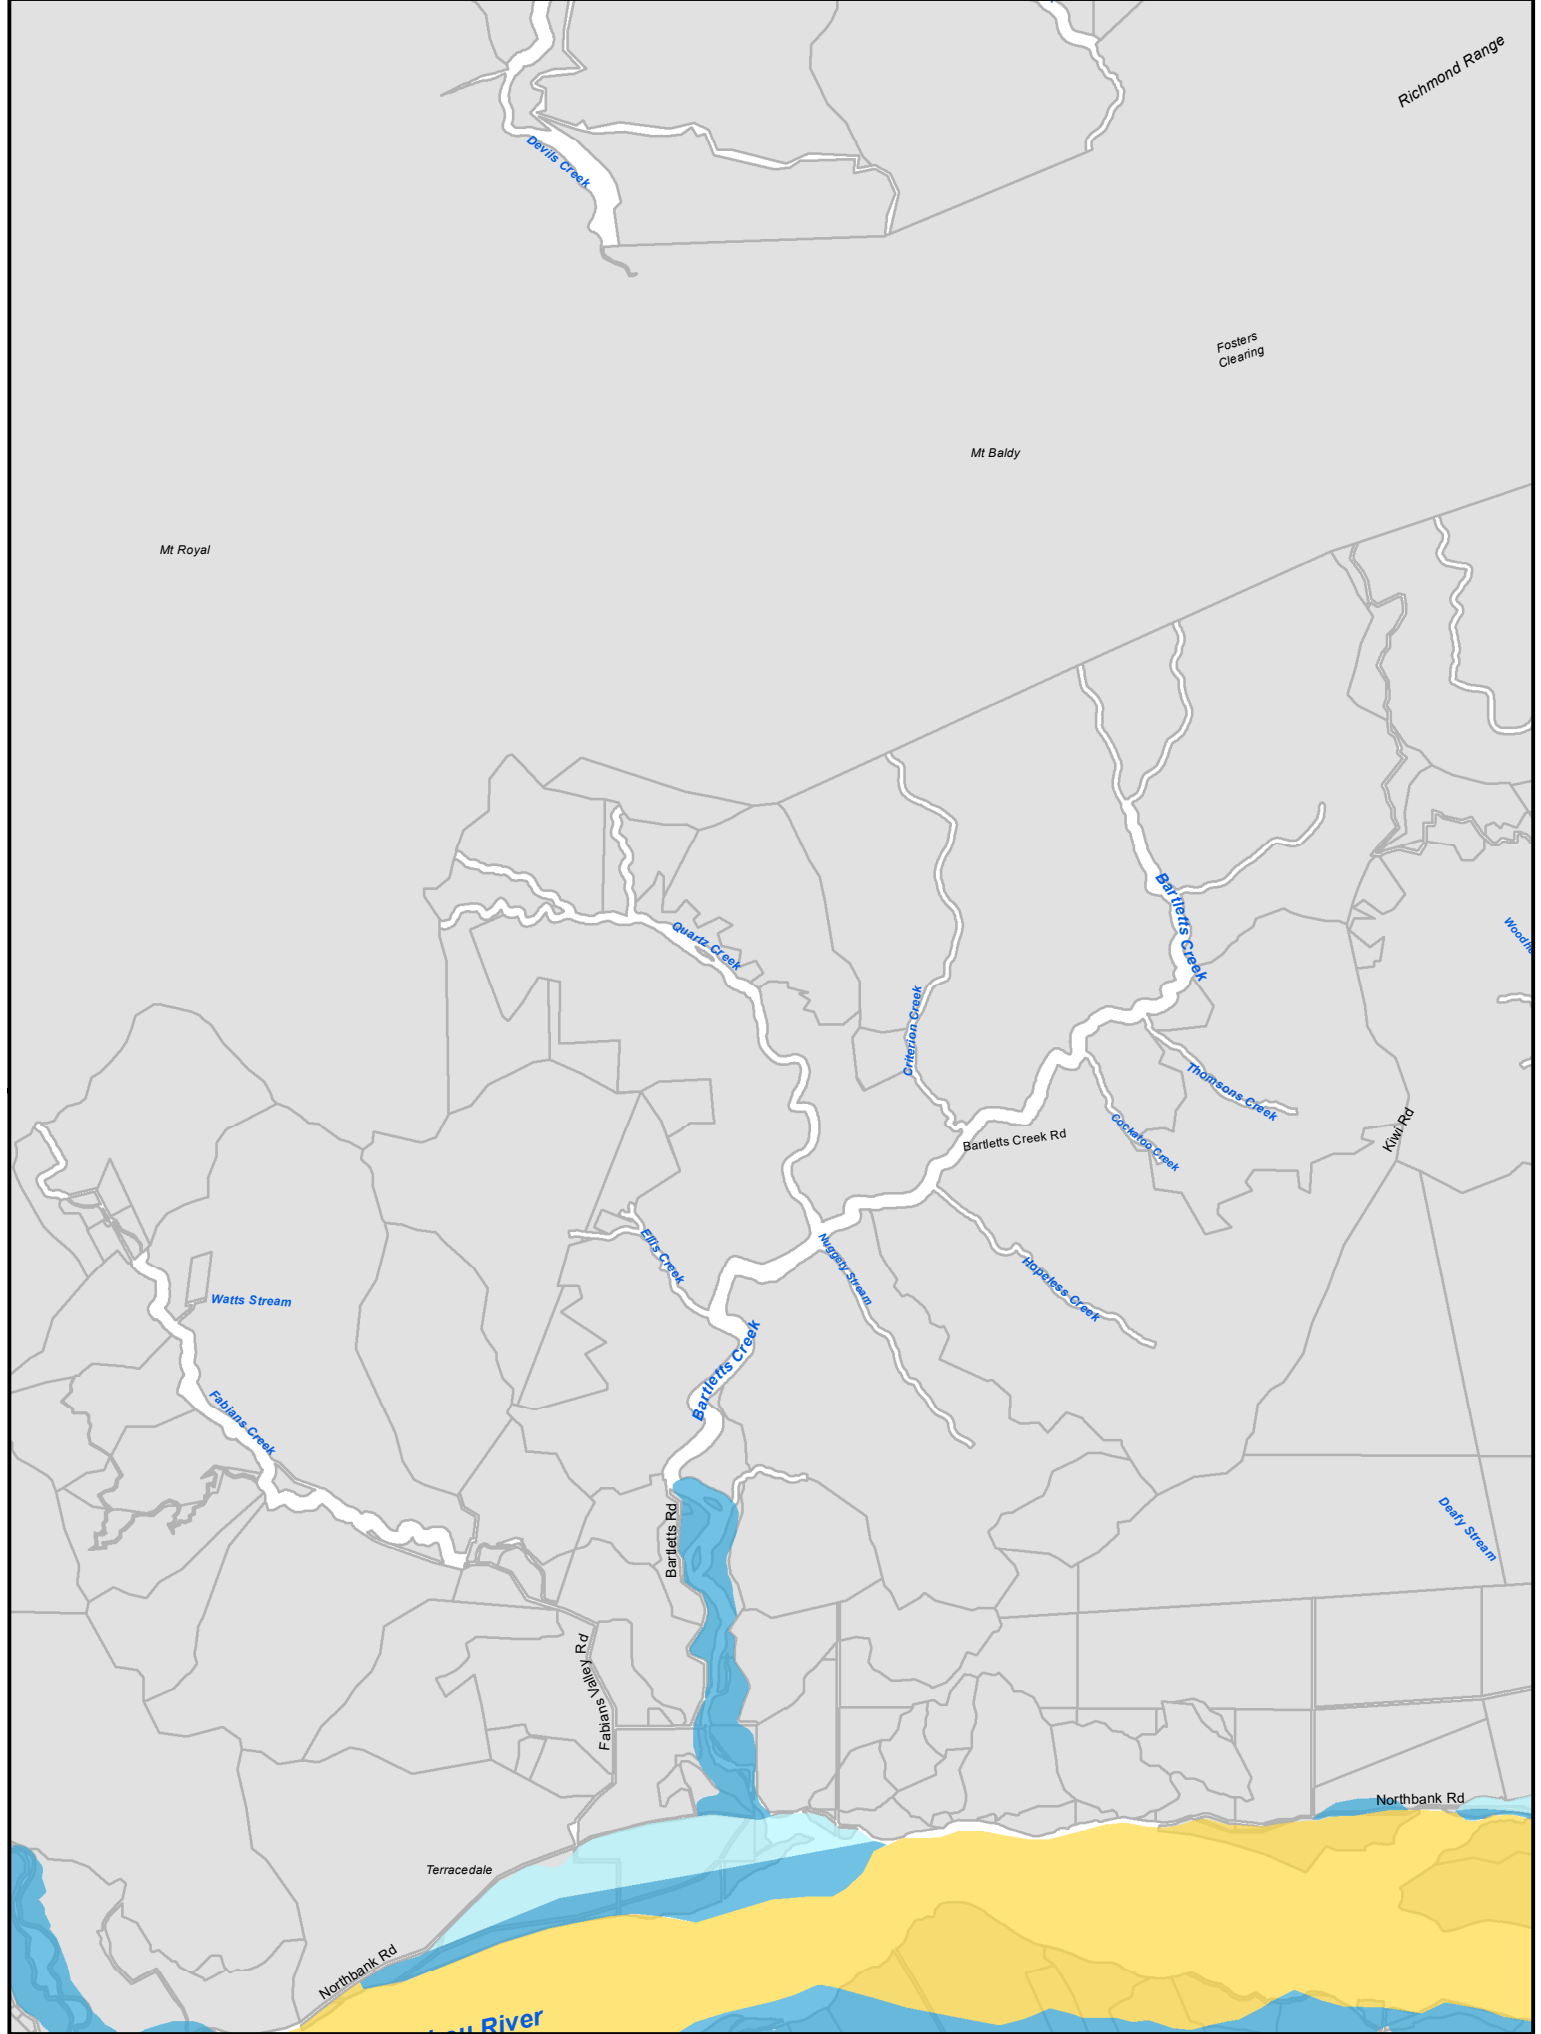 Richmond Range
Devils Creek
Fosters
Clearing
Mt Baldy
Mt Royal
Bartletts Creek
Quartz Creek
Criterion Creek
Thomsons Creek
Cockatoo Creek
Kiwi Rd
Bartletts Creek Rd
Ellis Creek
Nuggety Stream
Hopeless Creek
Watts Stream
Bartletts Creek
Fabians Creek
Deafy Stream
Bartletts Rd
Fabians Valley Rd
Northbank Rd
Terracedale
Northbank Rd
River